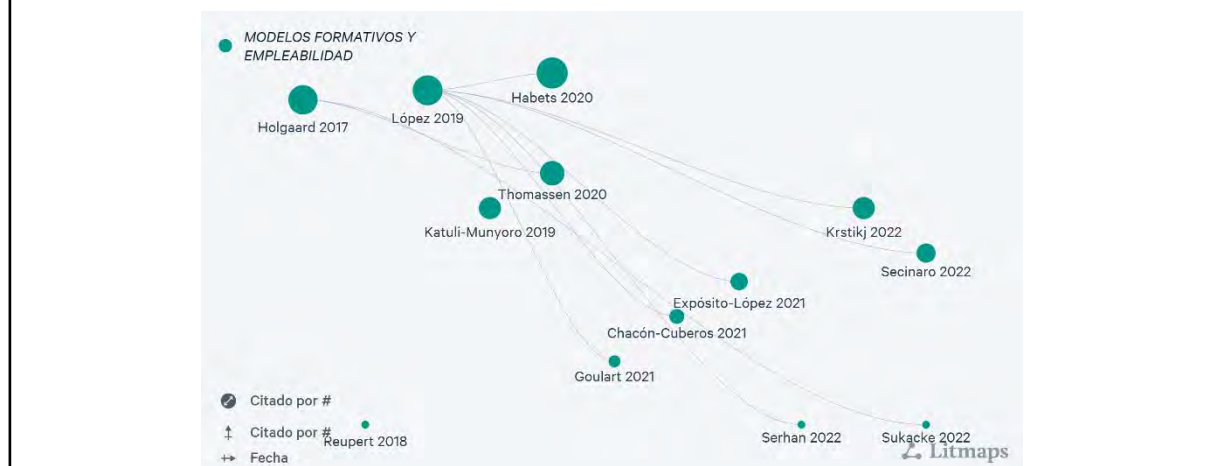 MODELOS FORMATIVOS Y
EMPLEABILIDAD
Habets 2020
López 2019
Holgaard 2017
Thomassen 2020
Katuli-Munyoro 2019
Krstikj 2022
Secinaro 2022
Expósito-López 2021
Chacón-Cuberos 2021
Goulart 2021
Citado por #
Citado por #
Reupert 2018
Serhan 2022
Sukacke 2022
Fecha
Litmaps